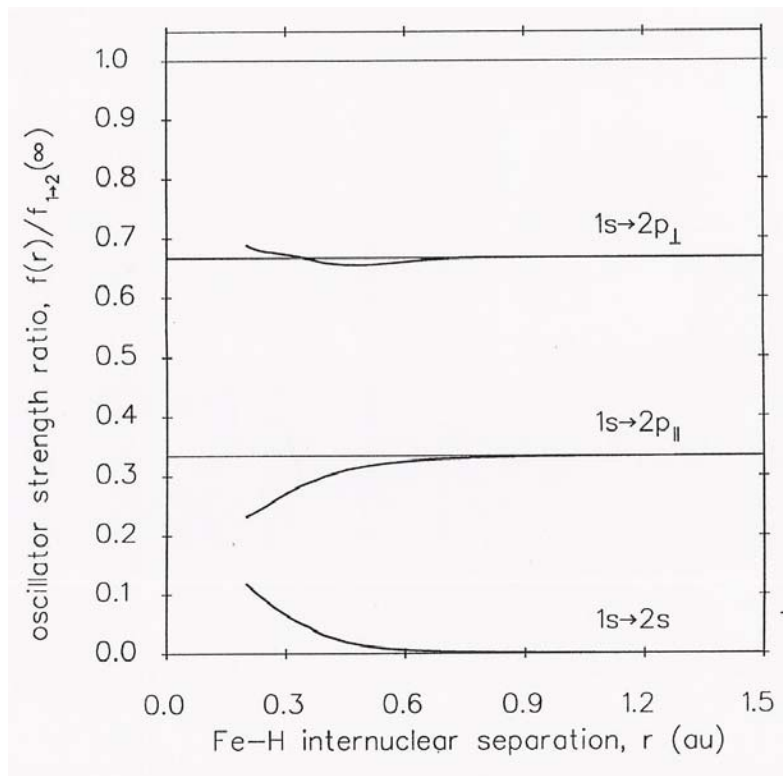 oscillator strength ratio, f(r)/f₁→₂(∞)
1.0
0.9
0.8
0.7
0.6
0.5
0.4
0.3
0.2
0.1
0.0
1s→2p⊥
1s→2p∥
1s→2s
0.0 0.3 0.6 0.9 1.2 1.5
Fe–H internuclear separation, r (au)